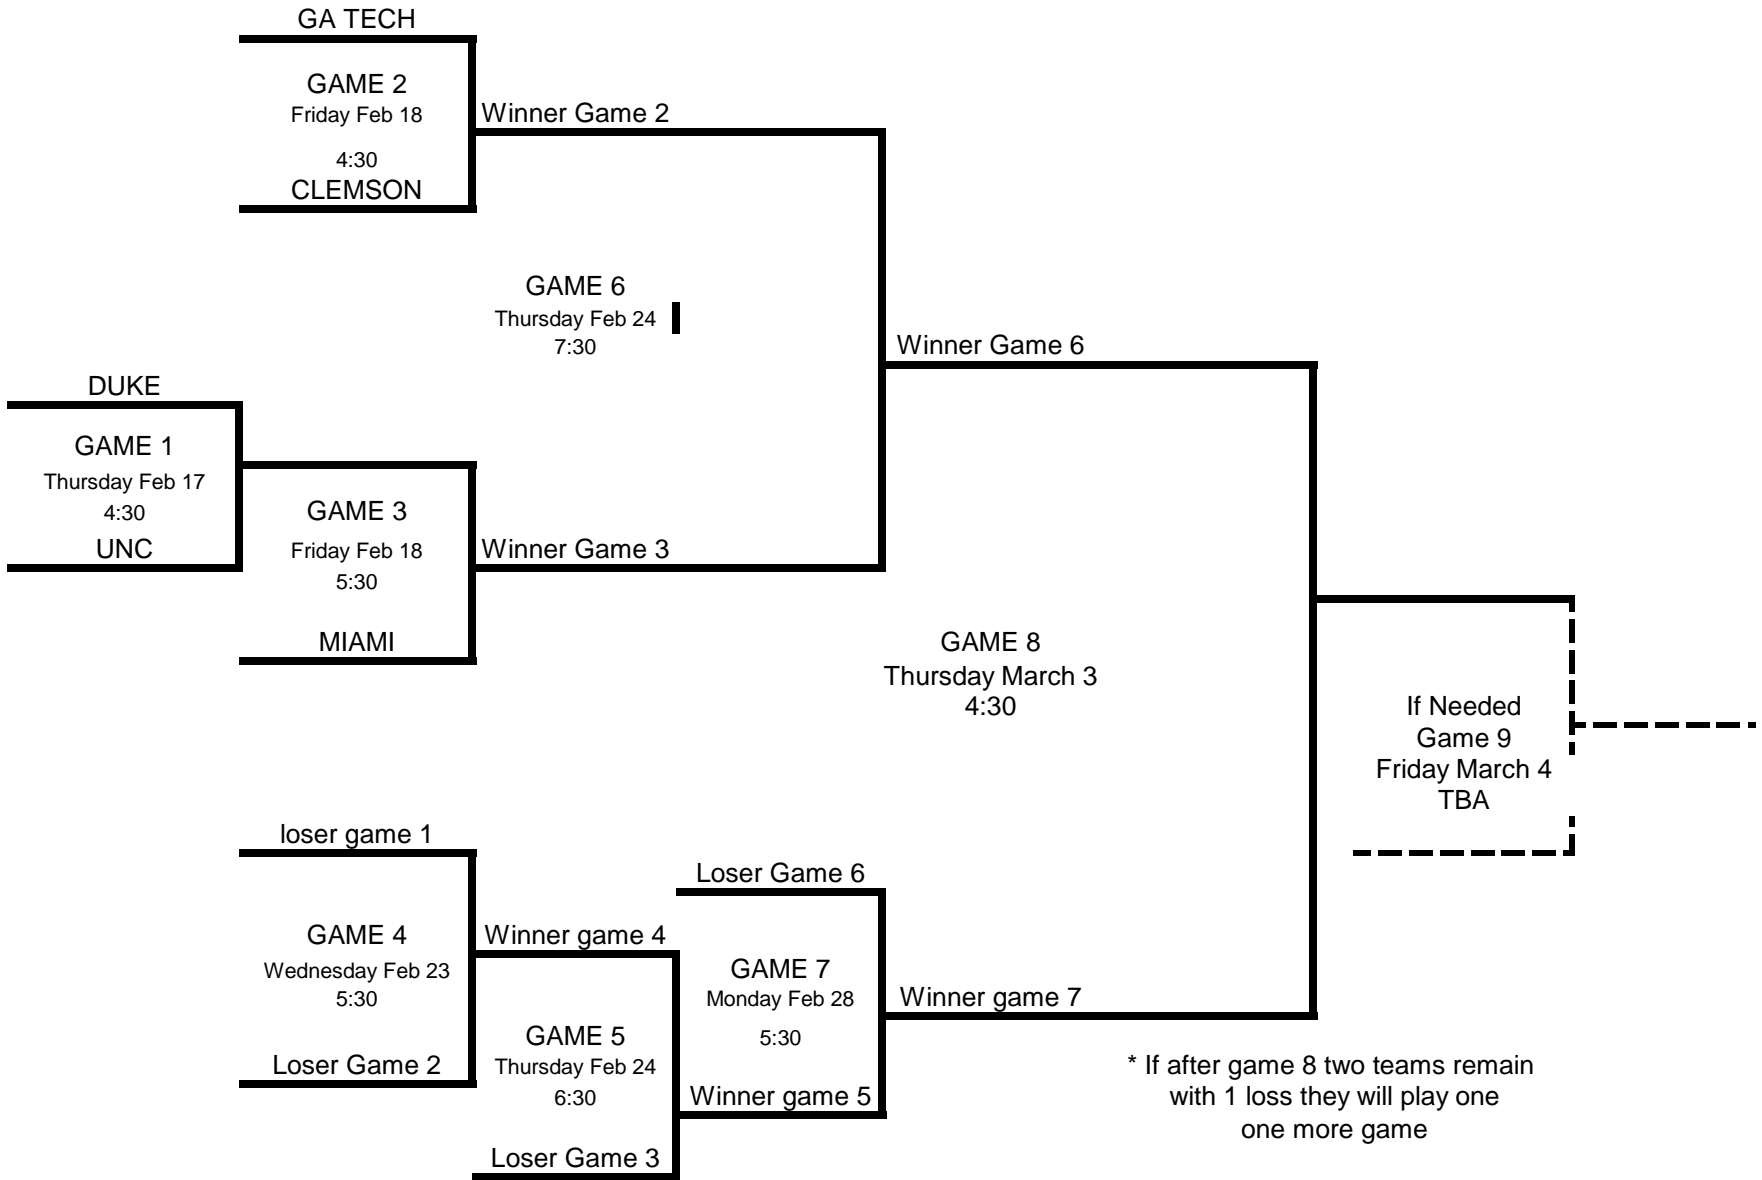 GA TECH
GAME 2
Friday Feb 18
4:30
CLEMSON
Winner Game 2
GAME 6
Thursday Feb 24
7:30
Winner Game 6
DUKE
GAME 1
Thursday Feb 17
4:30
UNC
GAME 3
Friday Feb 18
5:30
MIAMI
Winner Game 3
GAME 8
Thursday March 3
4:30
If Needed
Game 9
Friday March 4
TBA
loser game 1
GAME 4
Wednesday Feb 23
5:30
Loser Game 2
Winner game 4
GAME 5
Thursday Feb 24
6:30
Loser Game 3
Loser Game 6
GAME 7
Monday Feb 28
5:30
Winner game 5
Winner game 7
* If after game 8 two teams remain
with 1 loss they will play one
one more game